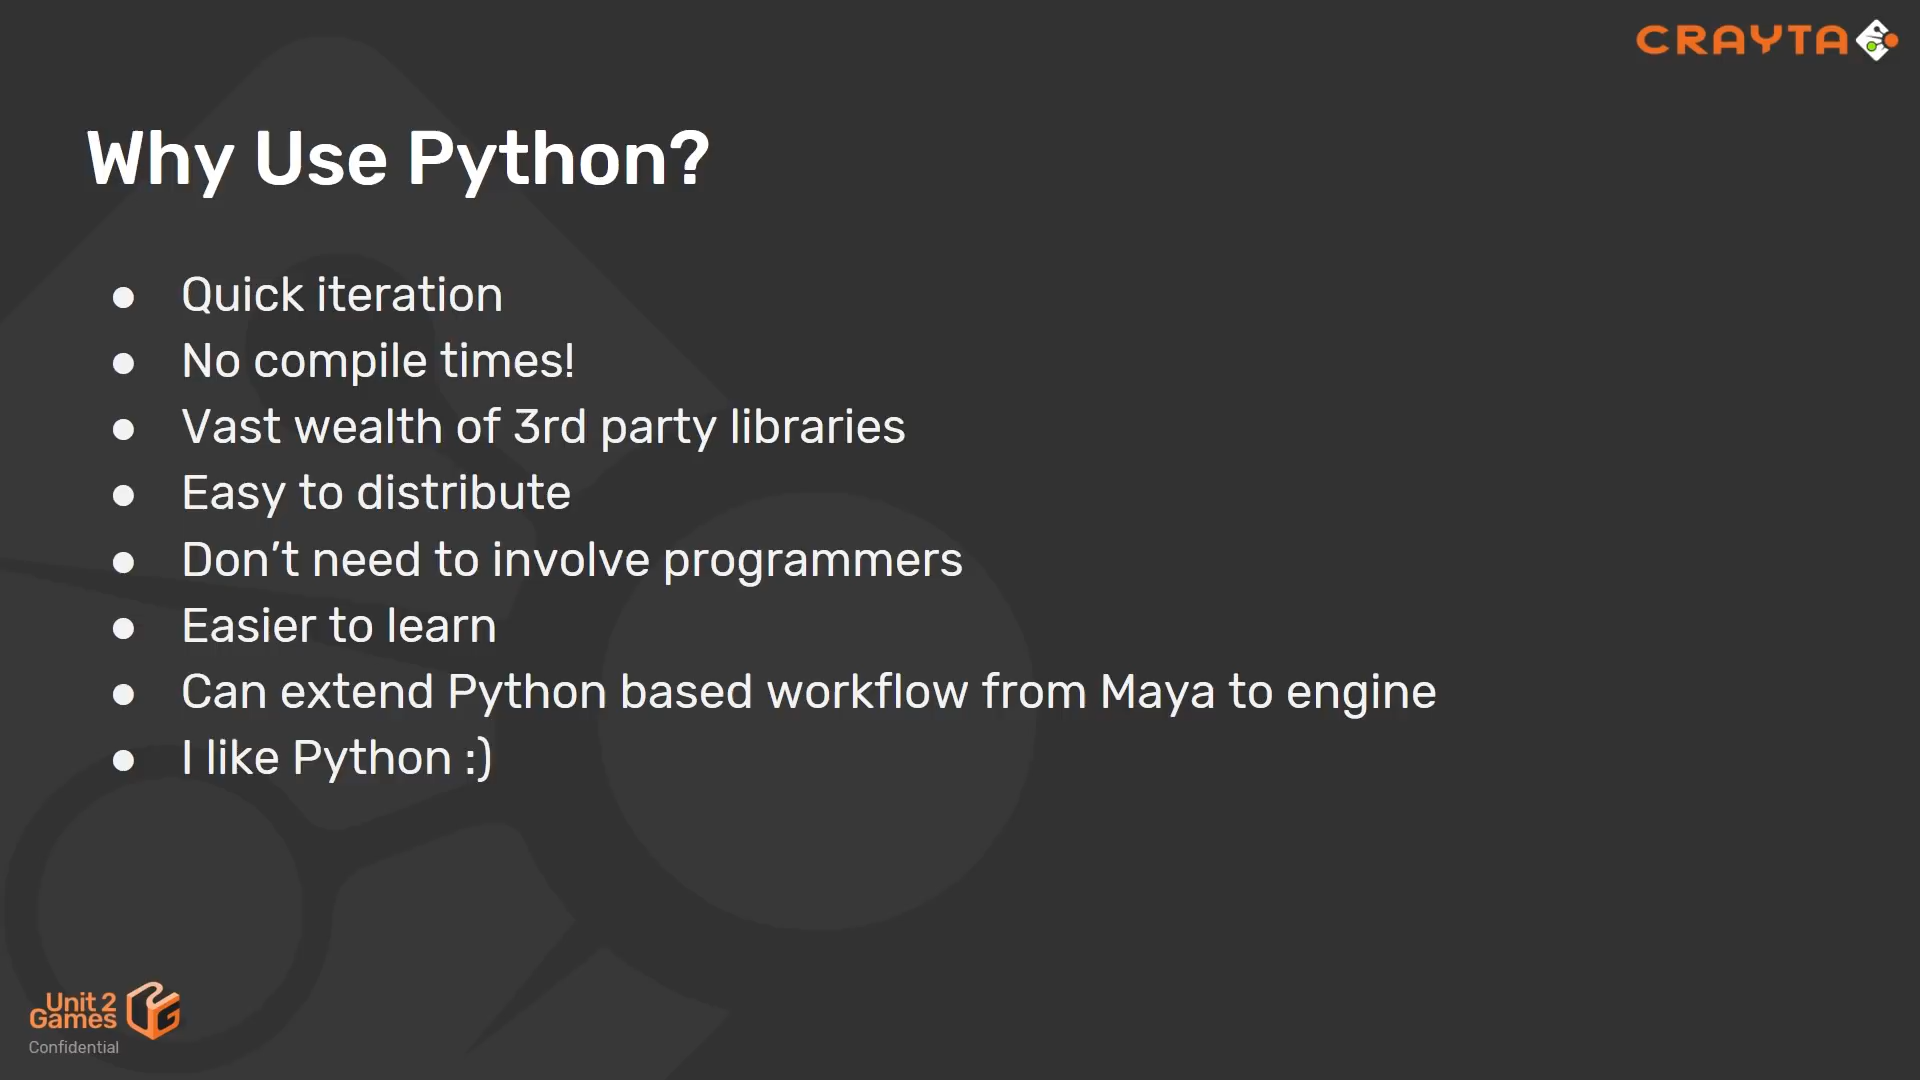 CRAYTA
Why Use Python?
● Quick iteration
● No compile times!
● Vast wealth of 3rd party libraries
● Easy to distribute
● Don’t need to involve programmers
● Easier to learn
● Can extend Python based workflow from Maya to engine
● I like Python :)
Unit 2
Games
Confidential